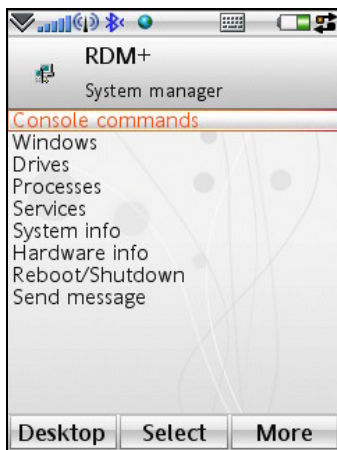 RDM+
System manager
Console commands
Windows
Drives
Processes
Services
System info
Hardware info
Reboot/Shutdown
Send message
Desktop Select More